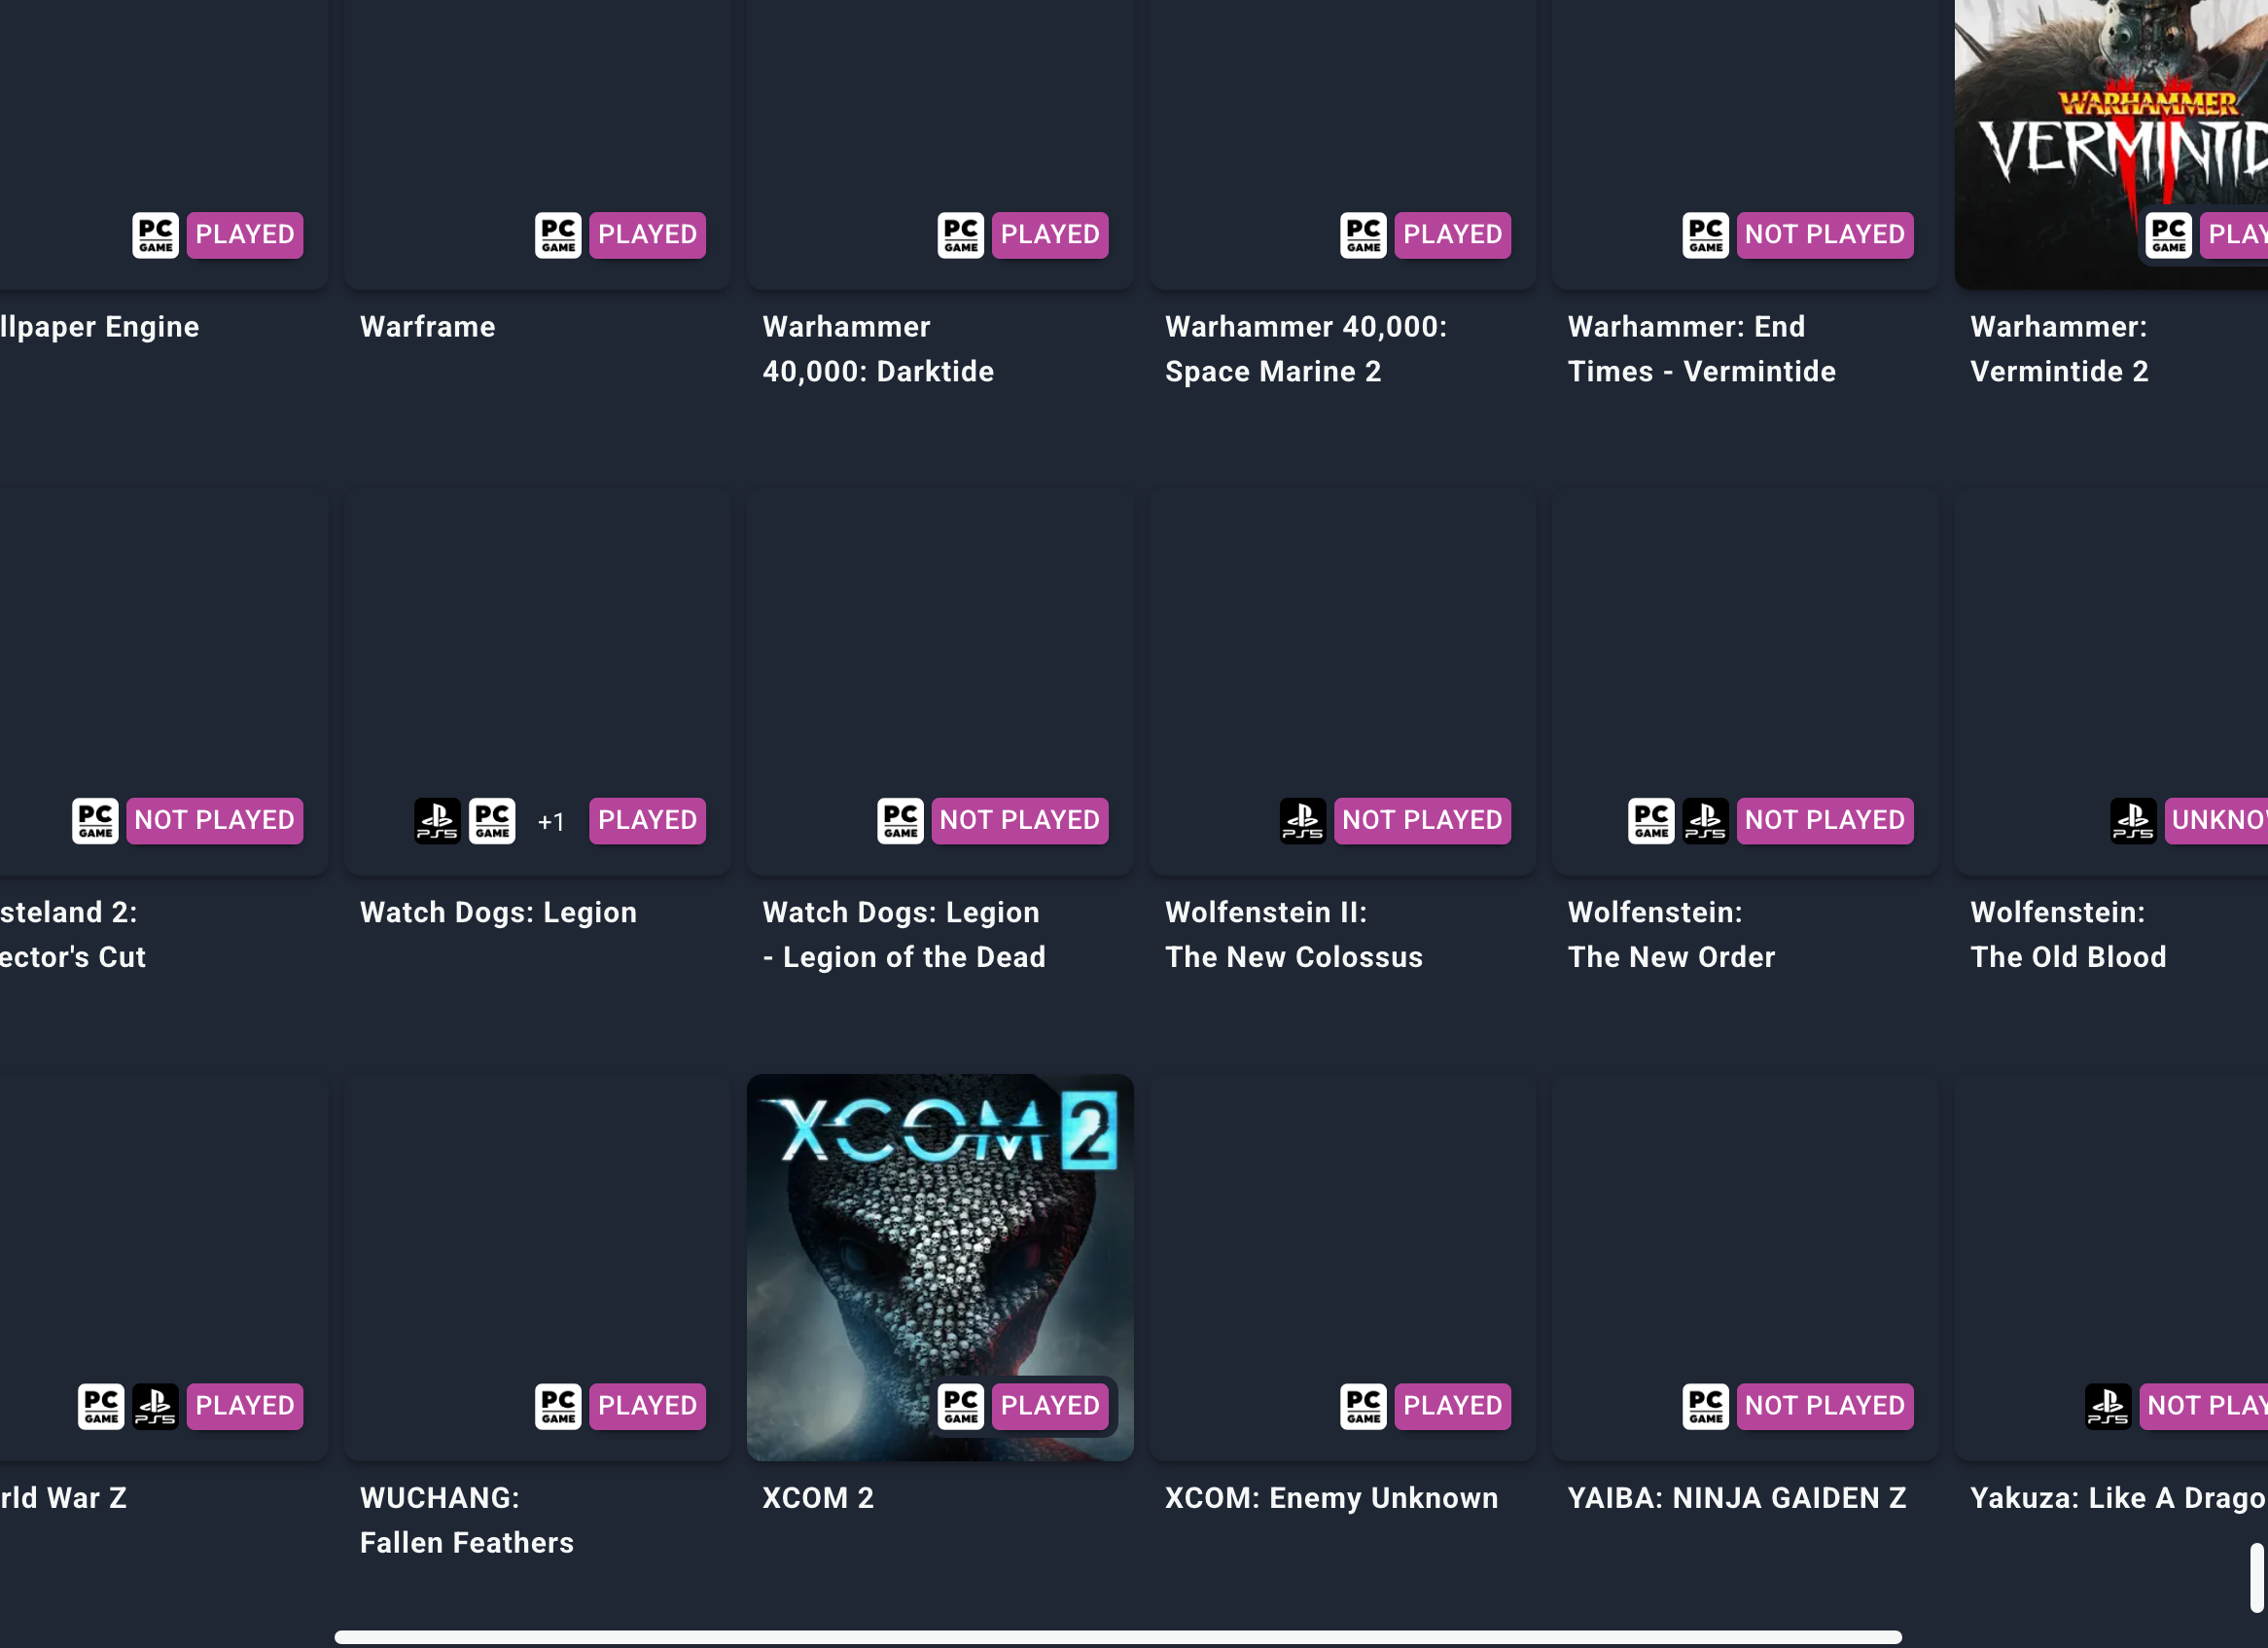 WARHAMMER
VERMINTID
PC GAME PLAYED
PC GAME PLAYED
PC GAME PLAYED
PC GAME PLAYED
PC GAME NOT PLAYED
PC GAME PLAY
llpaper Engine
Warframe
Warhammer
40,000: Darktide
Warhammer 40,000:
Space Marine 2
Warhammer: End
Times - Vermintide
Warhammer:
Vermintide 2
PC GAME NOT PLAYED
PS5 PC GAME +1 PLAYED
PC GAME NOT PLAYED
PS5 NOT PLAYED
PC GAME PS5 NOT PLAYED
PS5 UNKNO
steland 2:
ector's Cut
Watch Dogs: Legion
Watch Dogs: Legion
- Legion of the Dead
Wolfenstein II:
The New Colossus
Wolfenstein:
The New Order
Wolfenstein:
The Old Blood
XCOM 2
PC GAME PS5 PLAYED
PC GAME PLAYED
PC GAME PLAYED
PC GAME PLAYED
PC GAME NOT PLAYED
PS5 NOT PLAY
rld War Z
WUCHANG:
Fallen Feathers
XCOM 2
XCOM: Enemy Unknown
YAIBA: NINJA GAIDEN Z
Yakuza: Like A Drago